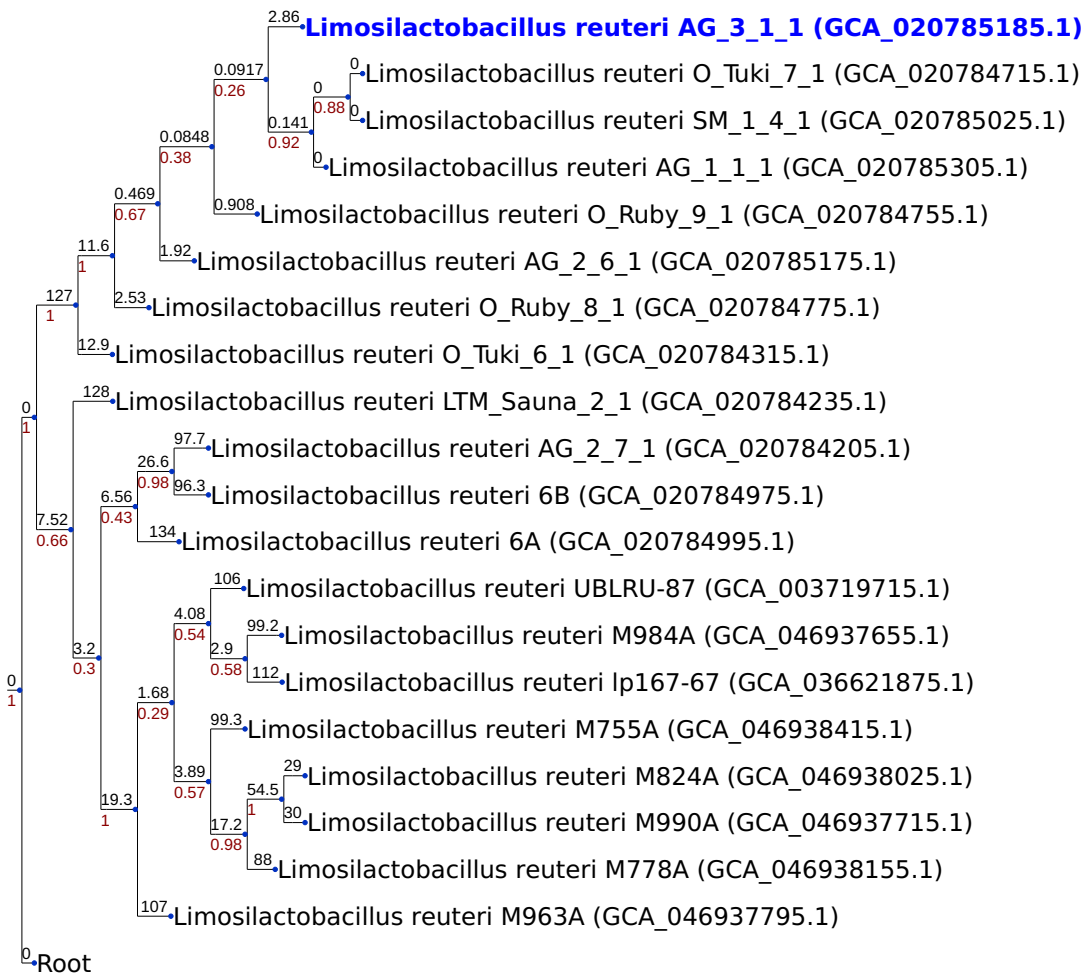 2.86
Limosilactobacillus reuteri AG_3_1_1 (GCA_020785185.1)
0.0917
0.26
0
Limosilactobacillus reuteri O_Tuki_7_1 (GCA_020784715.1)
0
0.88
0
Limosilactobacillus reuteri SM_1_4_1 (GCA_020785025.1)
0.141
0.92
0.0848
0.38
0
Limosilactobacillus reuteri AG_1_1_1 (GCA_020785305.1)
0.469
0.67
0.908
Limosilactobacillus reuteri O_Ruby_9_1 (GCA_020784755.1)
11.6
1
1.92
Limosilactobacillus reuteri AG_2_6_1 (GCA_020785175.1)
127
1
2.53
Limosilactobacillus reuteri O_Ruby_8_1 (GCA_020784775.1)
12.9
Limosilactobacillus reuteri O_Tuki_6_1 (GCA_020784315.1)
0
1
128
Limosilactobacillus reuteri LTM_Sauna_2_1 (GCA_020784235.1)
97.7
Limosilactobacillus reuteri AG_2_7_1 (GCA_020784205.1)
26.6
0.98
96.3
Limosilactobacillus reuteri 6B (GCA_020784975.1)
6.56
0.43
7.52
0.66
134
Limosilactobacillus reuteri 6A (GCA_020784995.1)
106
Limosilactobacillus reuteri UBLRU-87 (GCA_003719715.1)
4.08
0.54
99.2
Limosilactobacillus reuteri M984A (GCA_046937655.1)
3.2
0.3
2.9
0.58
112
Limosilactobacillus reuteri lp167-67 (GCA_036621875.1)
0
1
1.68
0.29
99.3
Limosilactobacillus reuteri M755A (GCA_046938415.1)
3.89
0.57
29
Limosilactobacillus reuteri M824A (GCA_046938025.1)
54.5
1
19.3
1
30
Limosilactobacillus reuteri M990A (GCA_046937715.1)
17.2
0.98
88
Limosilactobacillus reuteri M778A (GCA_046938155.1)
107
Limosilactobacillus reuteri M963A (GCA_046937795.1)
0
Root